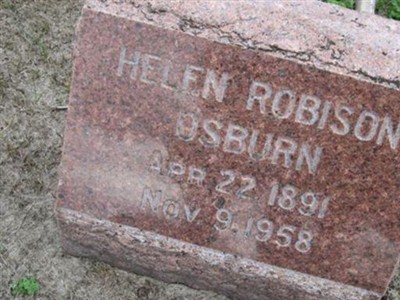 HELEN ROBISON
OSBURN
APR 22 1891
NOV 9 1958